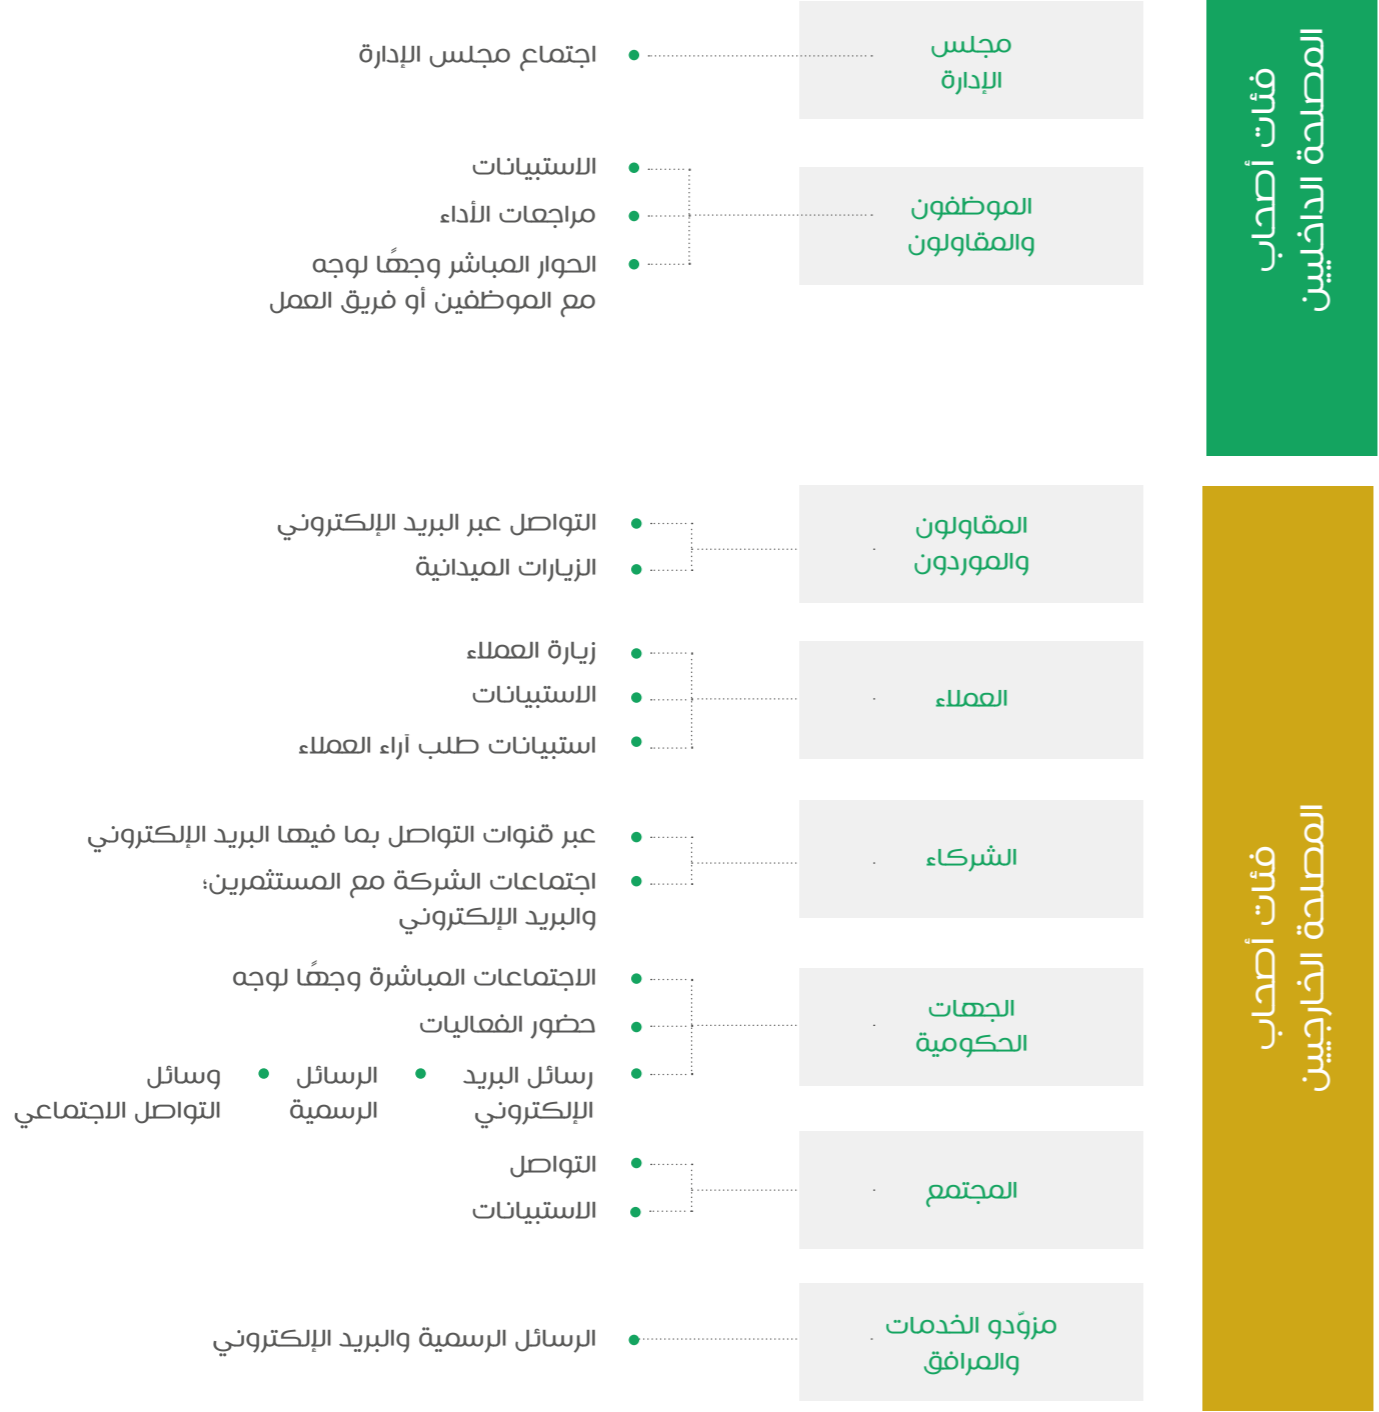 فئات أصحاب
المصلحة الداخليين
مجلس
الإدارة
اجتماع مجلس الإدارة
الموظفون
والمقاولون
الاستبيانات
مراجعات الأداء
الحوار المباشر وجهًا لوجه
مع الموظفين أو فريق العمل
فئات أصحاب
المصلحة الخارجيين
المقاولون
والموردون
التواصل عبر البريد الإلكتروني
الزيارات الميدانية
العملاء
زيارة العملاء
الاستبيانات
استبيانات طلب آراء العملاء
الشركاء
عبر قنوات التواصل بما فيها البريد الإلكتروني
اجتماعات الشركة مع المستثمرين؛
والبريد الإلكتروني
الجهات
الحكومية
الاجتماعات المباشرة وجهًا لوجه
حضور الفعاليات
رسائل البريد
الإلكتروني
الرسائل
الرسمية
وسائل
التواصل الاجتماعي
المجتمع
التواصل
الاستبيانات
مزوّدو الخدمات
والمرافق
الرسائل الرسمية والبريد الإلكتروني